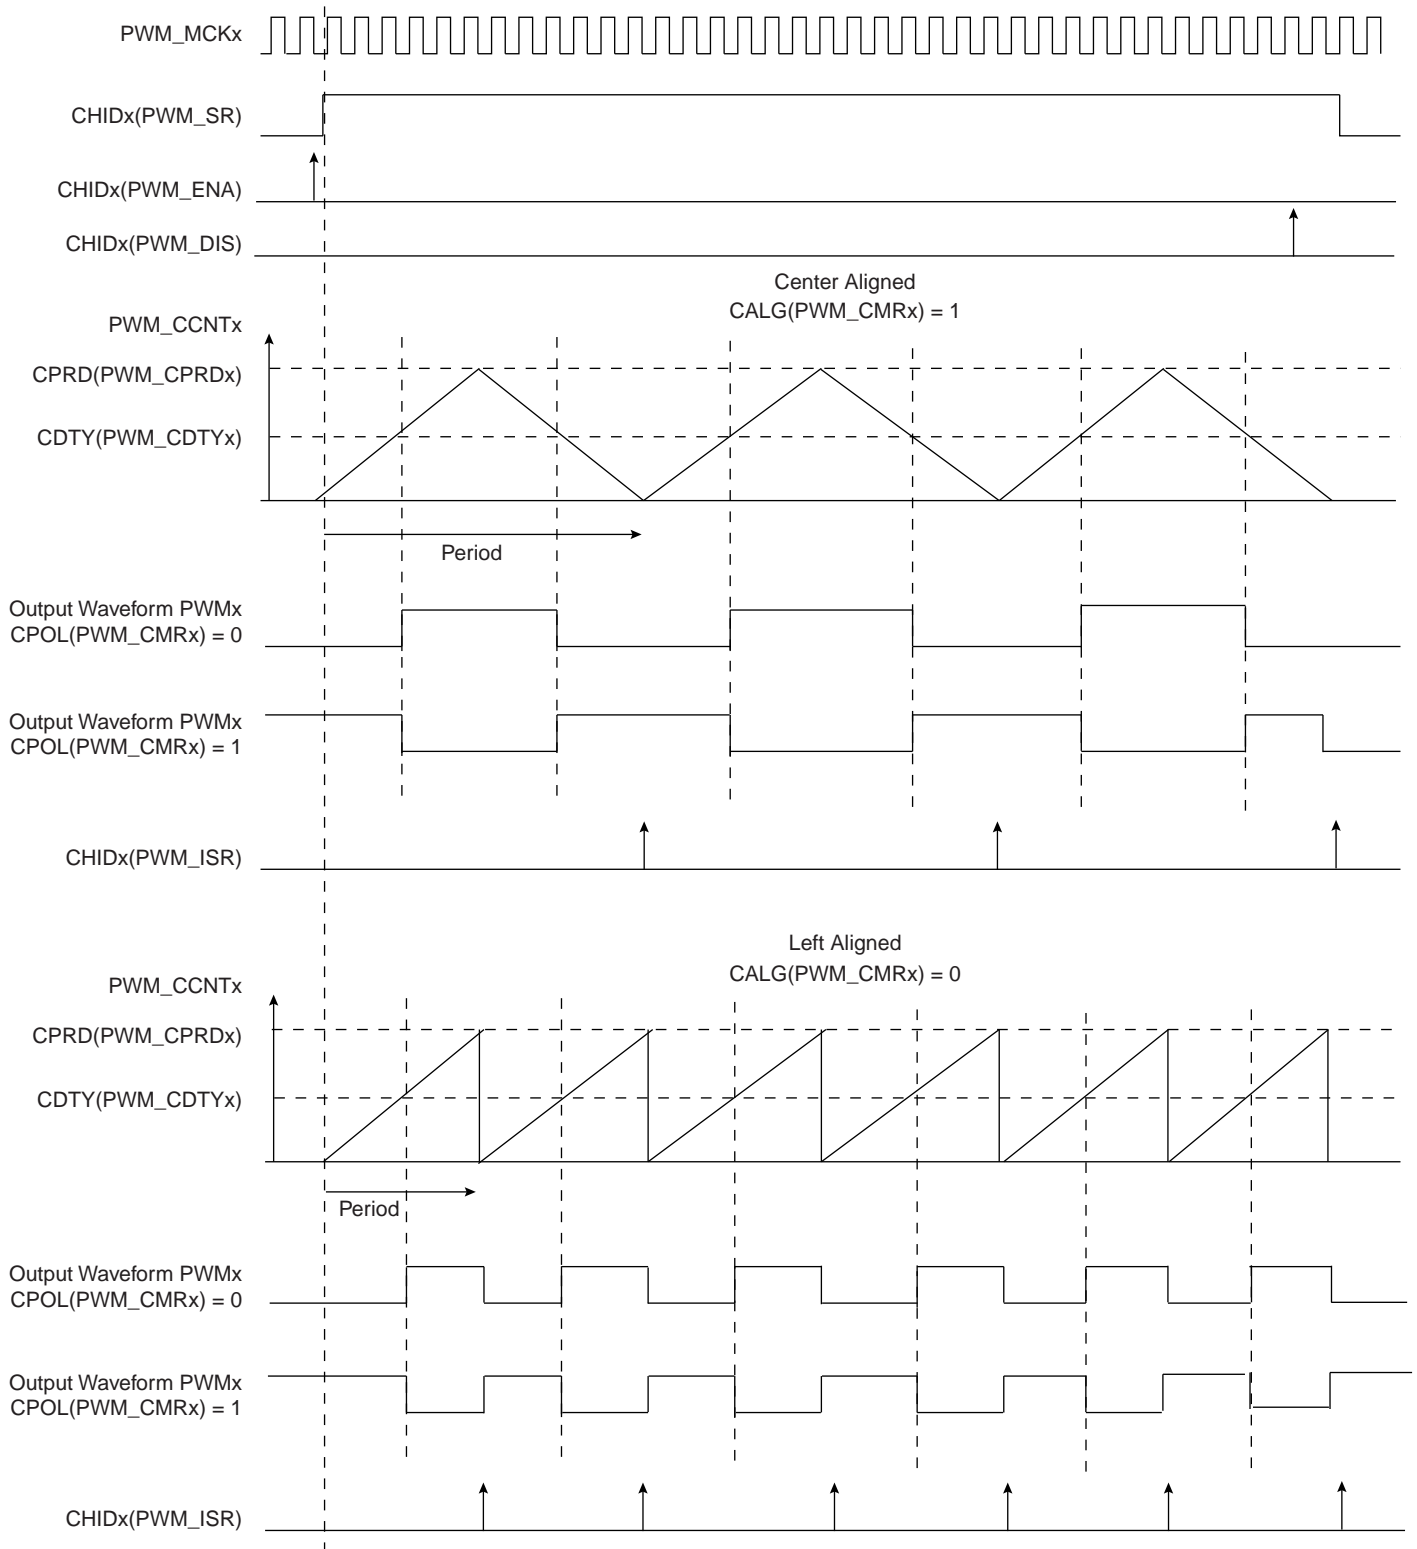 PWM_MCKx
CHIDx(PWM_SR)
CHIDx(PWM_ENA)
CHIDx(PWM_DIS)
Center Aligned
CALG(PWM_CMRx) = 1
PWM_CCNTx
CPRD(PWM_CPRDx)
CDTY(PWM_CDTYx)
Period
Output Waveform PWMx
CPOL(PWM_CMRx) = 0
Output Waveform PWMx
CPOL(PWM_CMRx) = 1
CHIDx(PWM_ISR)
Left Aligned
CALG(PWM_CMRx) = 0
PWM_CCNTx
CPRD(PWM_CPRDx)
CDTY(PWM_CDTYx)
Period
Output Waveform PWMx
CPOL(PWM_CMRx) = 0
Output Waveform PWMx
CPOL(PWM_CMRx) = 1
CHIDx(PWM_ISR)